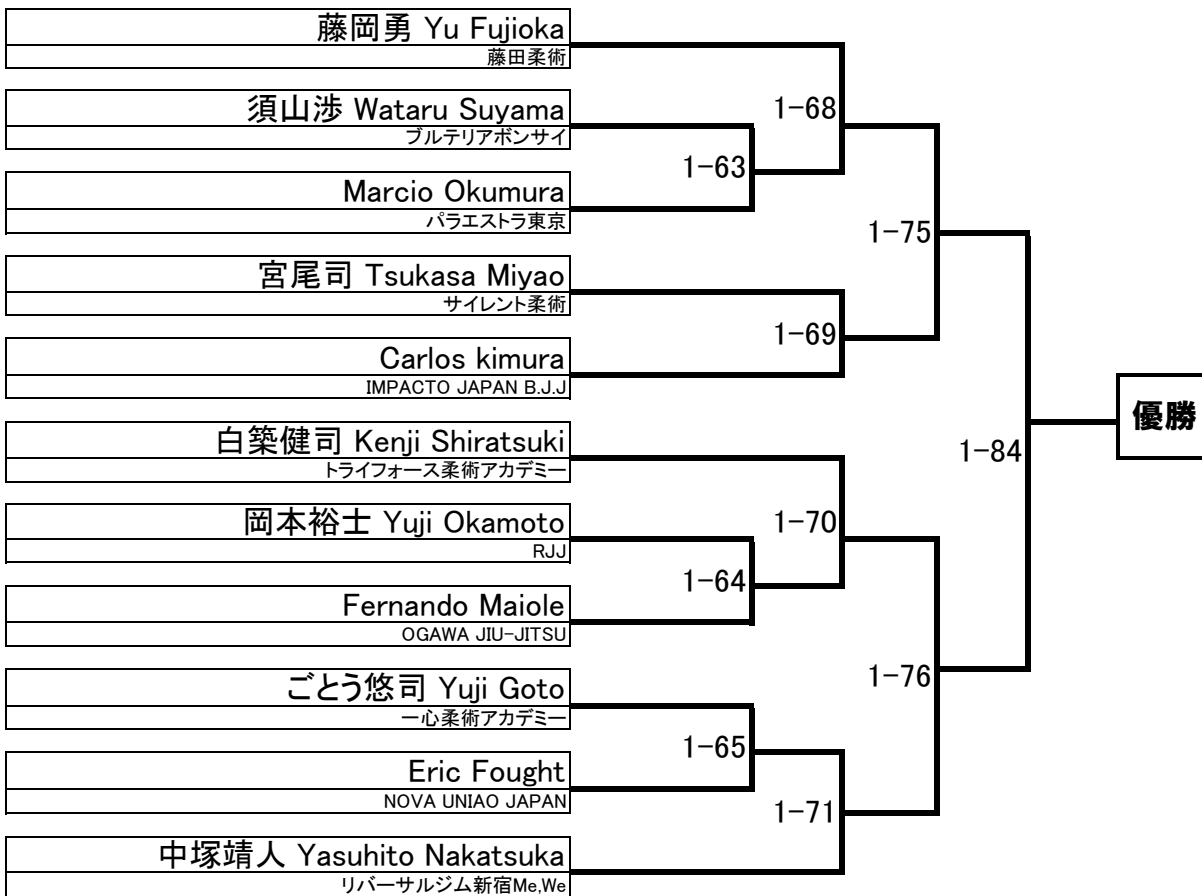 藤岡勇 Yu Fujioka
藤田柔術
須山渉 Wataru Suyama
ブルテリアボンサイ
Marcio Okumura
パラエストラ東京
宮尾司 Tsukasa Miyao
サイレント柔術
Carlos kimura
IMPACTO JAPAN B.J.J
白築健司 Kenji Shiratsuki
トライフォース柔術アカデミー
岡本裕士 Yuji Okamoto
RJJ
Fernando Maiole
OGAWA JIU-JITSU
ごとう悠司 Yuji Goto
一心柔術アカデミー
Eric Fought
NOVA UNIAO JAPAN
中塚靖人 Yasuhito Nakatsuka
リバーサルジム新宿Me,We
1-63
1-64
1-65
1-68
1-69
1-70
1-71
1-75
1-76
1-84
優勝